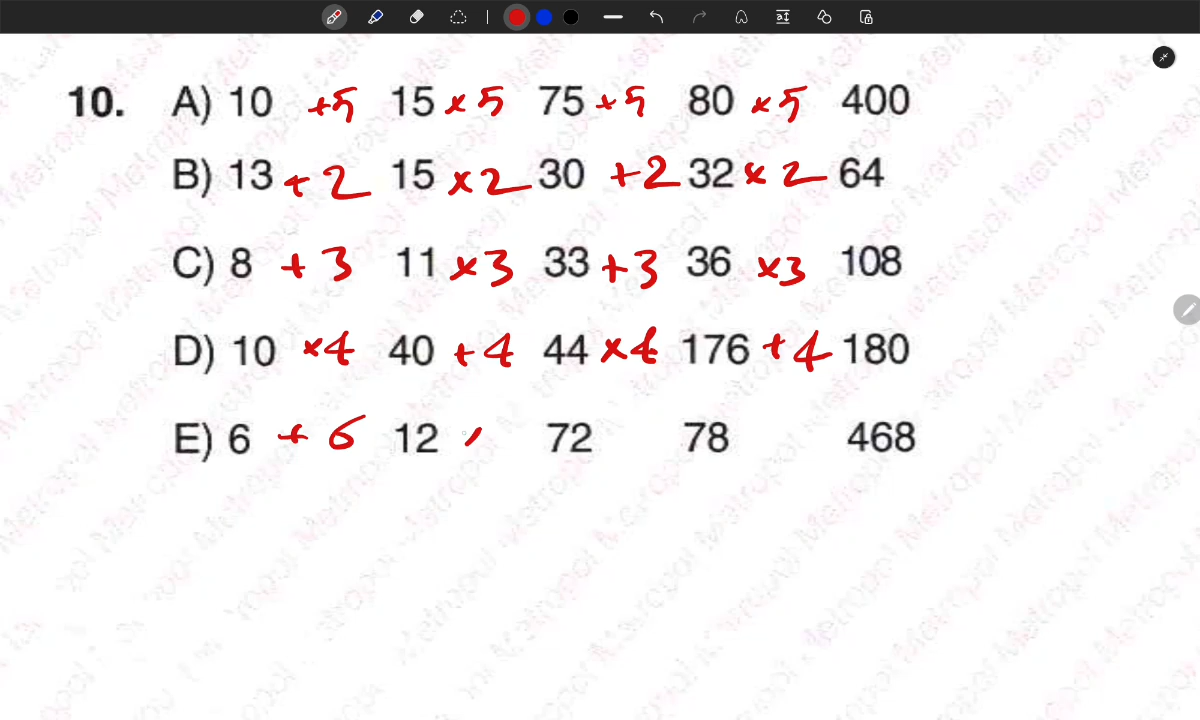 10. A) 10 +5 15 ×5 75 +5 80 ×5 400
B) 13 +2 15 ×2 30 +2 32 ×2 64
C) 8 +3 11 ×3 33 +3 36 ×3 108
D) 10 ×4 40 +4 44 ×4 176 +4 180
E) 6 +6 12 72 78 468